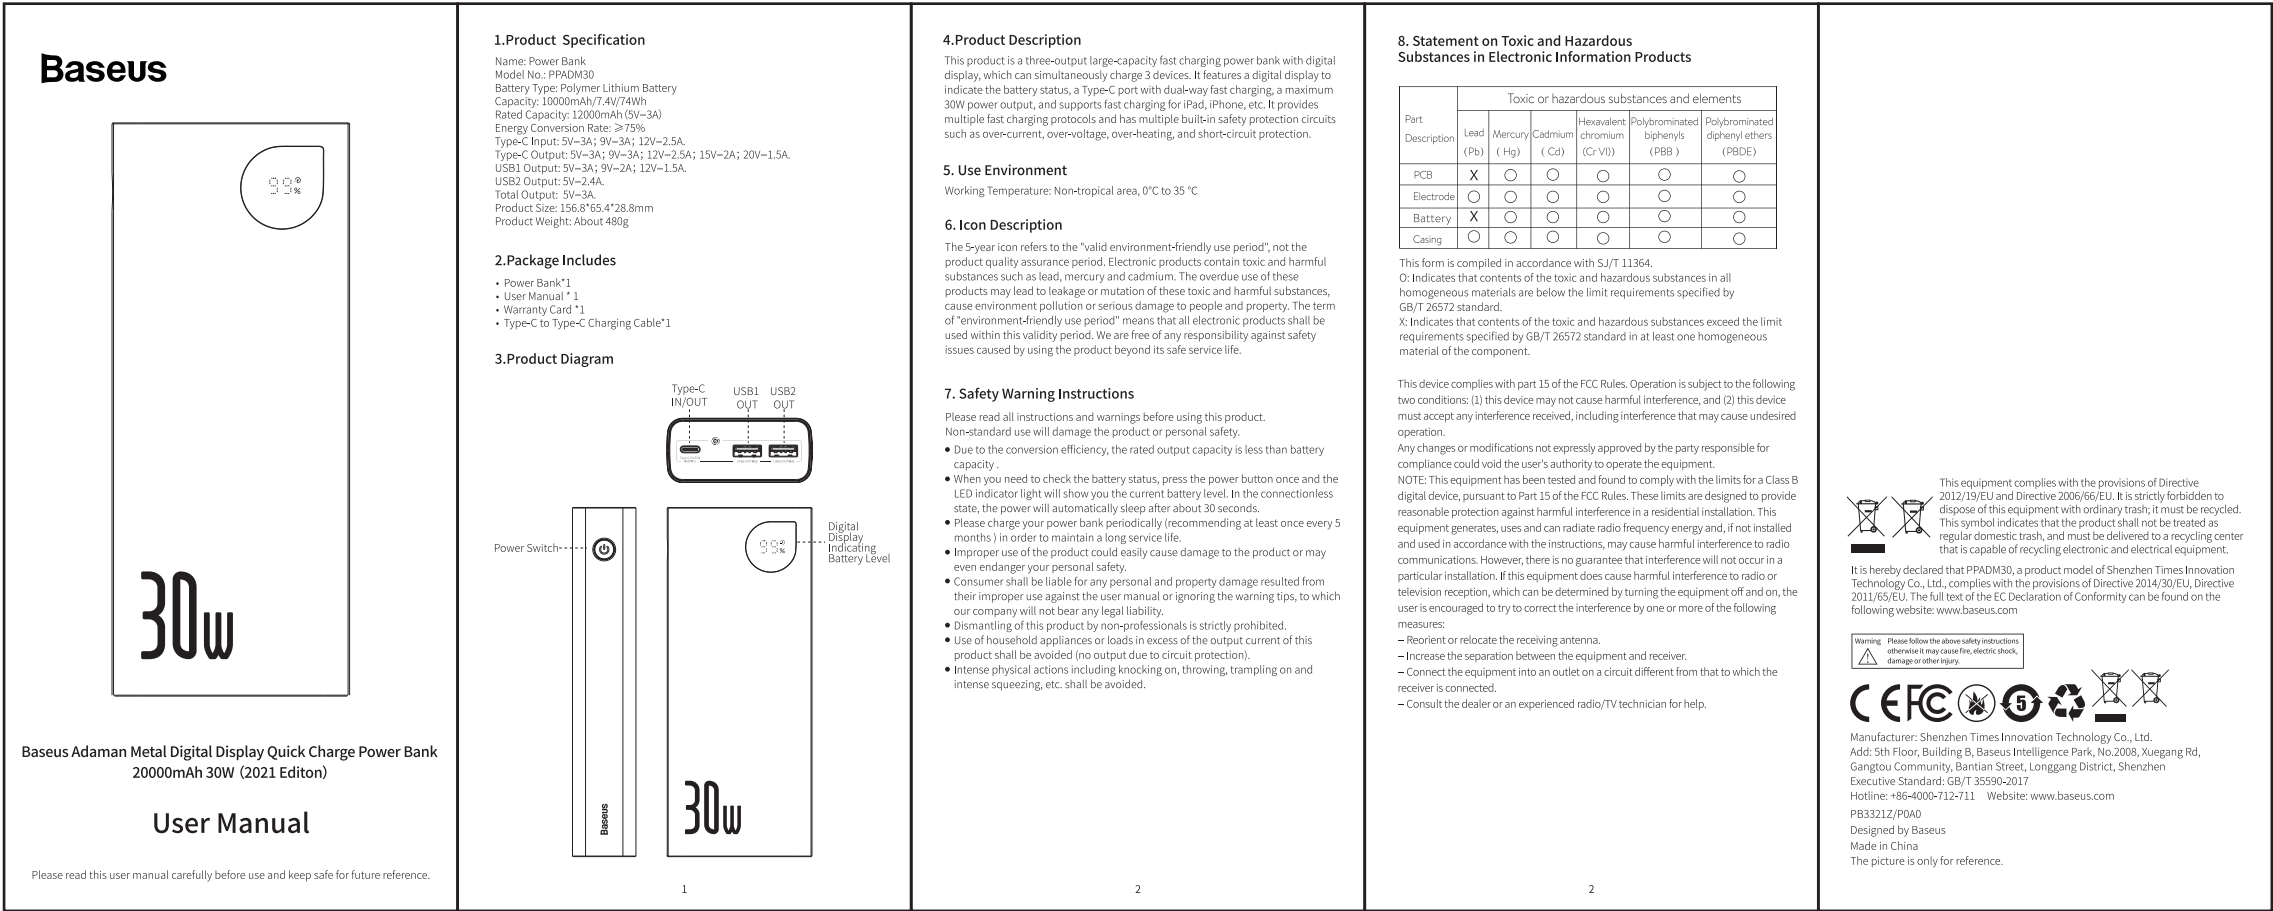 Baseus
99%
30W
Baseus Adaman Metal Digital Display Quick Charge Power Bank
20000mAh 30W (2021 Editon)
User Manual
Please read this user manual carefully before use and keep safe for future reference.
1.Product Specification
Name: Power Bank
Model No.: PPADM30
Battery Type: Polymer Lithium Battery
Capacity: 10000mAh/7.4V/74Wh
Rated Capacity: 12000mAh (5V⎓3A)
Energy Conversion Rate: ≥75%
Type-C Input: 5V⎓3A; 9V⎓3A; 12V⎓2.5A.
Type-C Output: 5V⎓3A; 9V⎓3A; 12V⎓2.5A; 15V⎓2A; 20V⎓1.5A.
USB1 Output: 5V⎓3A; 9V⎓2A; 12V⎓1.5A.
USB2 Output: 5V⎓2.4A.
Total Output: 5V⎓3A.
Product Size: 156.8*65.4*28.8mm
Product Weight: About 480g
2.Package Includes
• Power Bank*1
• User Manual * 1
• Warranty Card *1
• Type-C to Type-C Charging Cable*1
3.Product Diagram
Type-C
IN/OUT
USB1
OUT
USB2
OUT
Power Switch
Baseus
99%
30W
Digital
Display
Indicating
Battery Level
1
4.Product Description
This product is a three-output large-capacity fast charging power bank with digital
display, which can simultaneously charge 3 devices. It features a digital display to
indicate the battery status, a Type-C port with dual-way fast charging, a maximum
30W power output, and supports fast charging for iPad, iPhone, etc. It provides
multiple fast charging protocols and has multiple built-in safety protection circuits
such as over-current, over-voltage, over-heating, and short-circuit protection.
5. Use Environment
Working Temperature: Non-tropical area, 0°C to 35 °C
6. Icon Description
The 5-year icon refers to the "valid environment-friendly use period", not the
product quality assurance period. Electronic products contain toxic and harmful
substances such as lead, mercury and cadmium. The overdue use of these
products may lead to leakage or mutation of these toxic and harmful substances,
cause environment pollution or serious damage to people and property. The term
of "environment-friendly use period" means that all electronic products shall be
used within this validity period. We are free of any responsibility against safety
issues caused by using the product beyond its safe service life.
7. Safety Warning Instructions
Please read all instructions and warnings before using this product.
Non-standard use will damage the product or personal safety.
● Due to the conversion efficiency, the rated output capacity is less than battery
capacity .
● When you need to check the battery status, press the power button once and the
LED indicator light will show you the current battery level. In the connectionless
state, the power will automatically sleep after about 30 seconds.
● Please charge your power bank periodically (recommending at least once every 5
months ) in order to maintain a long service life.
● Improper use of the product could easily cause damage to the product or may
even endanger your personal safety.
● Consumer shall be liable for any personal and property damage resulted from
their improper use against the user manual or ignoring the warning tips, to which
our company will not bear any legal liability.
● Dismantling of this product by non-professionals is strictly prohibited.
● Use of household appliances or loads in excess of the output current of this
product shall be avoided (no output due to circuit protection).
● Intense physical actions including knocking on, throwing, trampling on and
intense squeezing, etc. shall be avoided.
2
8. Statement on Toxic and Hazardous
Substances in Electronic Information Products
Part Description Toxic or hazardous substances and elements
Lead (Pb) Mercury ( Hg) Cadmium ( Cd) Hexavalent chromium (Cr VI)) Polybrominated biphenyls (PBB ) Polybrominated diphenyl ethers (PBDE)
PCB X ○ ○ ○ ○ ○
Electrode ○ ○ ○ ○ ○ ○
Battery X ○ ○ ○ ○ ○
Casing ○ ○ ○ ○ ○ ○
This form is compiled in accordance with SJ/T 11364.
O: Indicates that contents of the toxic and hazardous substances in all
homogeneous materials are below the limit requirements specified by
GB/T 26572 standard.
X: Indicates that contents of the toxic and hazardous substances exceed the limit
requirements specified by GB/T 26572 standard in at least one homogeneous
material of the component.
This device complies with part 15 of the FCC Rules. Operation is subject to the following
two conditions: (1) this device may not cause harmful interference, and (2) this device
must accept any interference received, including interference that may cause undesired
operation.
Any changes or modifications not expressly approved by the party responsible for
compliance could void the user's authority to operate the equipment.
NOTE: This equipment has been tested and found to comply with the limits for a Class B
digital device, pursuant to Part 15 of the FCC Rules. These limits are designed to provide
reasonable protection against harmful interference in a residential installation. This
equipment generates, uses and can radiate radio frequency energy and, if not installed
and used in accordance with the instructions, may cause harmful interference to radio
communications. However, there is no guarantee that interference will not occur in a
particular installation. If this equipment does cause harmful interference to radio or
television reception, which can be determined by turning the equipment off and on, the
user is encouraged to try to correct the interference by one or more of the following
measures:
– Reorient or relocate the receiving antenna.
– Increase the separation between the equipment and receiver.
– Connect the equipment into an outlet on a circuit different from that to which the
receiver is connected.
– Consult the dealer or an experienced radio/TV technician for help.
2
This equipment complies with the provisions of Directive
2012/19/EU and Directive 2006/66/EU. It is strictly forbidden to
dispose of this equipment with ordinary trash; it must be recycled.
This symbol indicates that the product shall not be treated as
regular domestic trash, and must be delivered to a recycling center
that is capable of recycling electronic and electrical equipment.
It is hereby declared that PPADM30, a product model of Shenzhen Times Innovation
Technology Co., Ltd., complies with the provisions of Directive 2014/30/EU, Directive
2011/65/EU. The full text of the EC Declaration of Conformity can be found on the
following website: www.baseus.com
Warning Please follow the above safety instructions
otherwise it may cause fire, electric shock,
damage or other injury.
CE FC 5
Manufacturer: Shenzhen Times Innovation Technology Co., Ltd.
Add: 5th Floor, Building B, Baseus Intelligence Park, No.2008, Xuegang Rd,
Gangtou Community, Bantian Street, Longgang District, Shenzhen
Executive Standard: GB/T 35590-2017
Hotline: +86-4000-712-711 Website: www.baseus.com
PB3321Z/P0A0
Designed by Baseus
Made in China
The picture is only for reference.